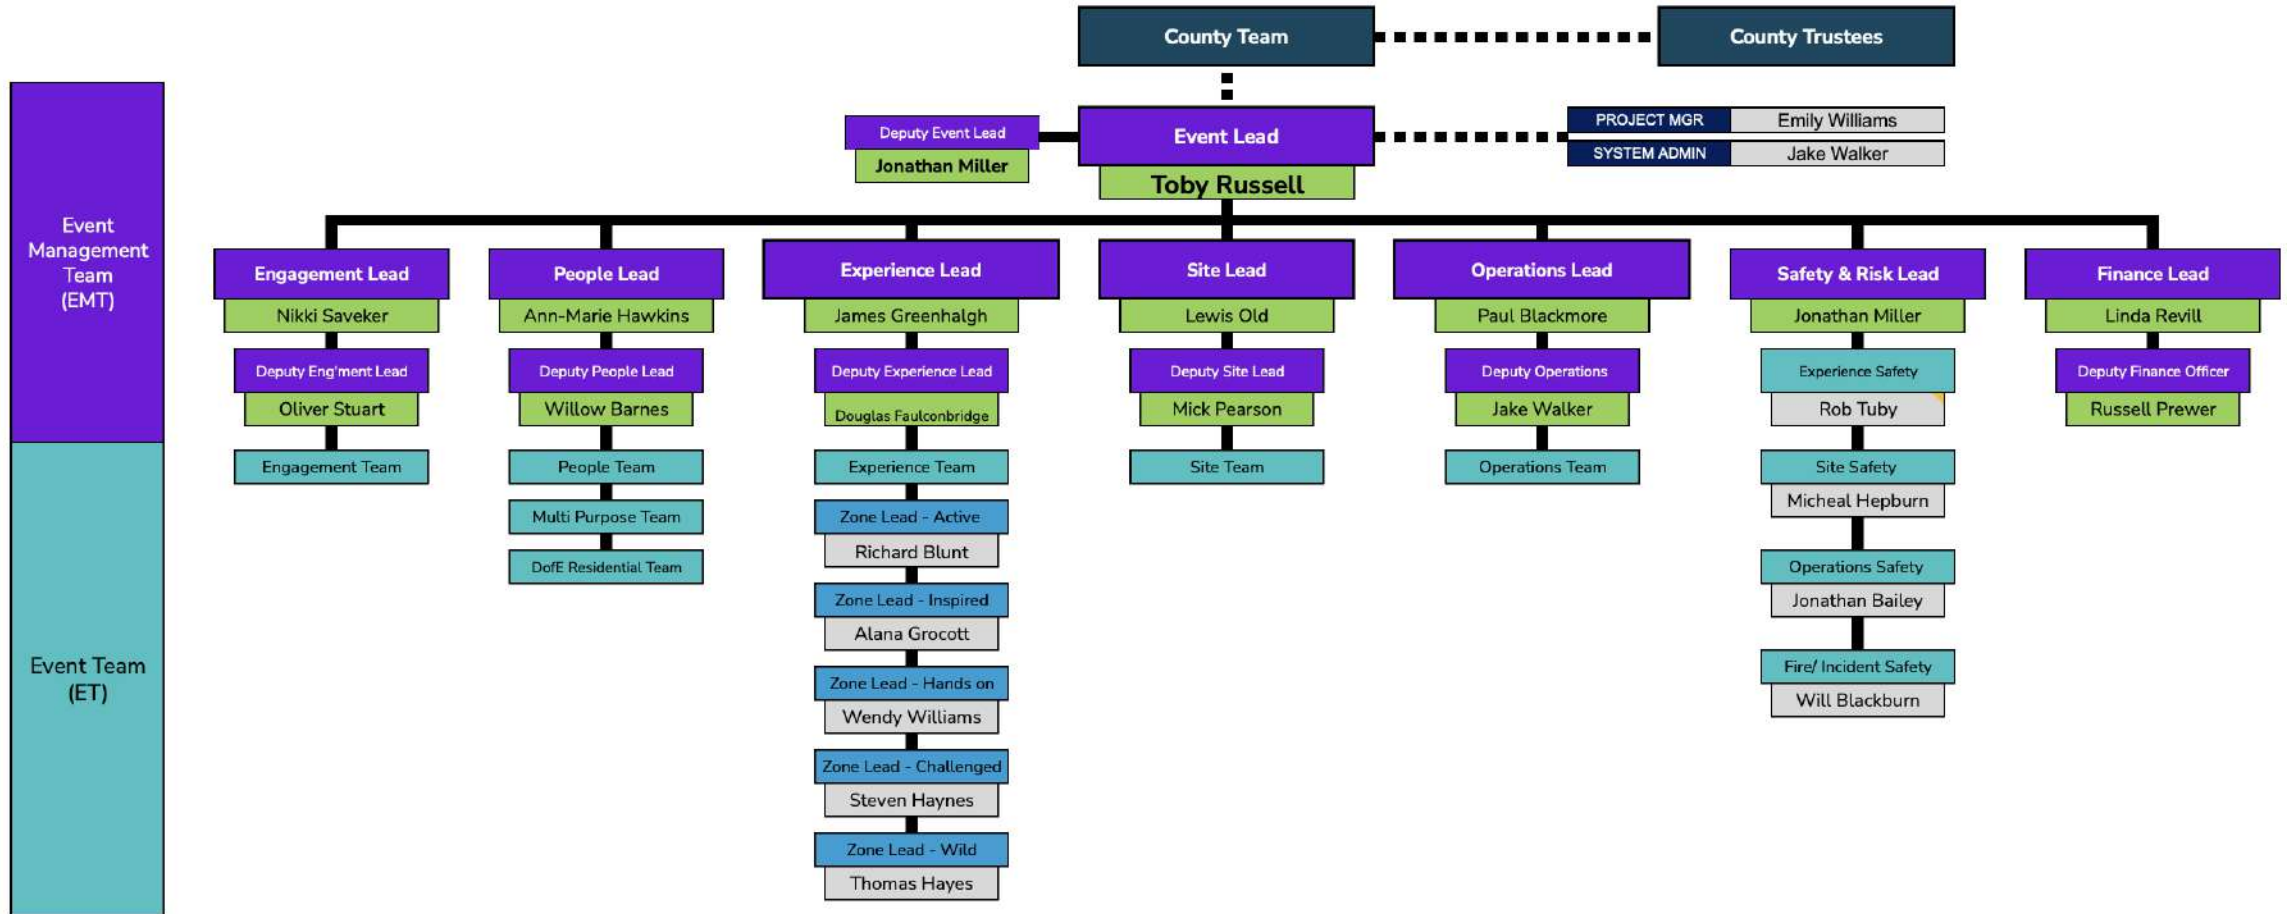 County Team
County Trustees
Deputy Event Lead
Jonathan Miller
Event Lead
Toby Russell
PROJECT MGR
Emily Williams
SYSTEM ADMIN
Jake Walker
Event
Management
Team
(EMT)
Engagement Lead
Nikki Saveker
Deputy Eng'ment Lead
Oliver Stuart
Engagement Team
People Lead
Ann-Marie Hawkins
Deputy People Lead
Willow Barnes
People Team
Multi Purpose Team
DofE Residential Team
Experience Lead
James Greenhalgh
Deputy Experience Lead
Douglas Faulconbridge
Experience Team
Zone Lead - Active
Richard Blunt
Zone Lead - Inspired
Alana Grocott
Zone Lead - Hands on
Wendy Williams
Zone Lead - Challenged
Steven Haynes
Zone Lead - Wild
Thomas Hayes
Site Lead
Lewis Old
Deputy Site Lead
Mick Pearson
Site Team
Operations Lead
Paul Blackmore
Deputy Operations
Jake Walker
Operations Team
Safety & Risk Lead
Jonathan Miller
Experience Safety
Rob Tuby
Site Safety
Micheal Hepburn
Operations Safety
Jonathan Bailey
Fire/ Incident Safety
Will Blackburn
Finance Lead
Linda Revill
Deputy Finance Officer
Russell Prewer
Event Team
(ET)